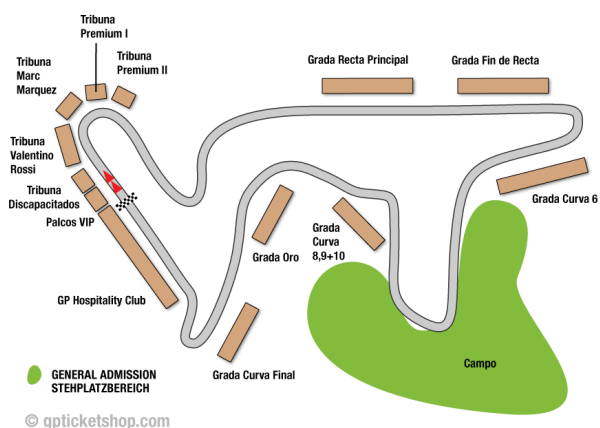 Tribuna
Premium I
Tribuna
Premium II
Tribuna
Marc
Marquez
Grada Recta Principal
Grada Fin de Recta
Tribuna
Valentino
Rossi
Tribuna
Discapacitados
Palcos VIP
Grada Curva 6
Grada
Curva
8,9+10
Grada Oro
GP Hospitality Club
Grada Curva Final
Campo
GENERAL ADMISSION
STEHPLATZBEREICH
© gpticketshop.com